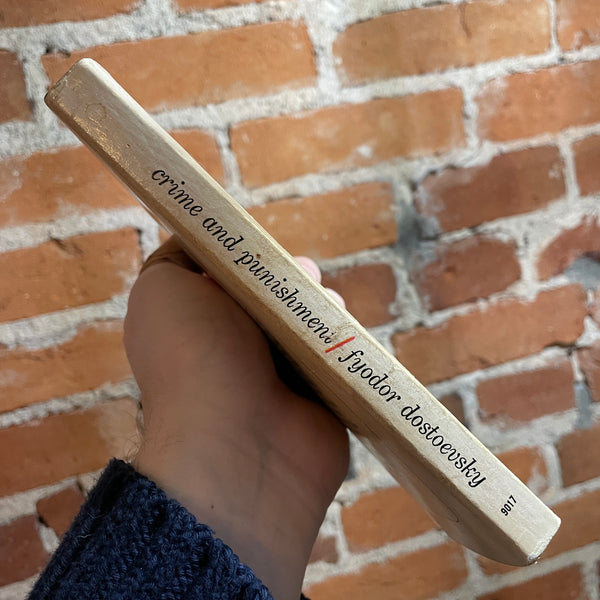 crime and punishment / fyodor dostoevsky 9017